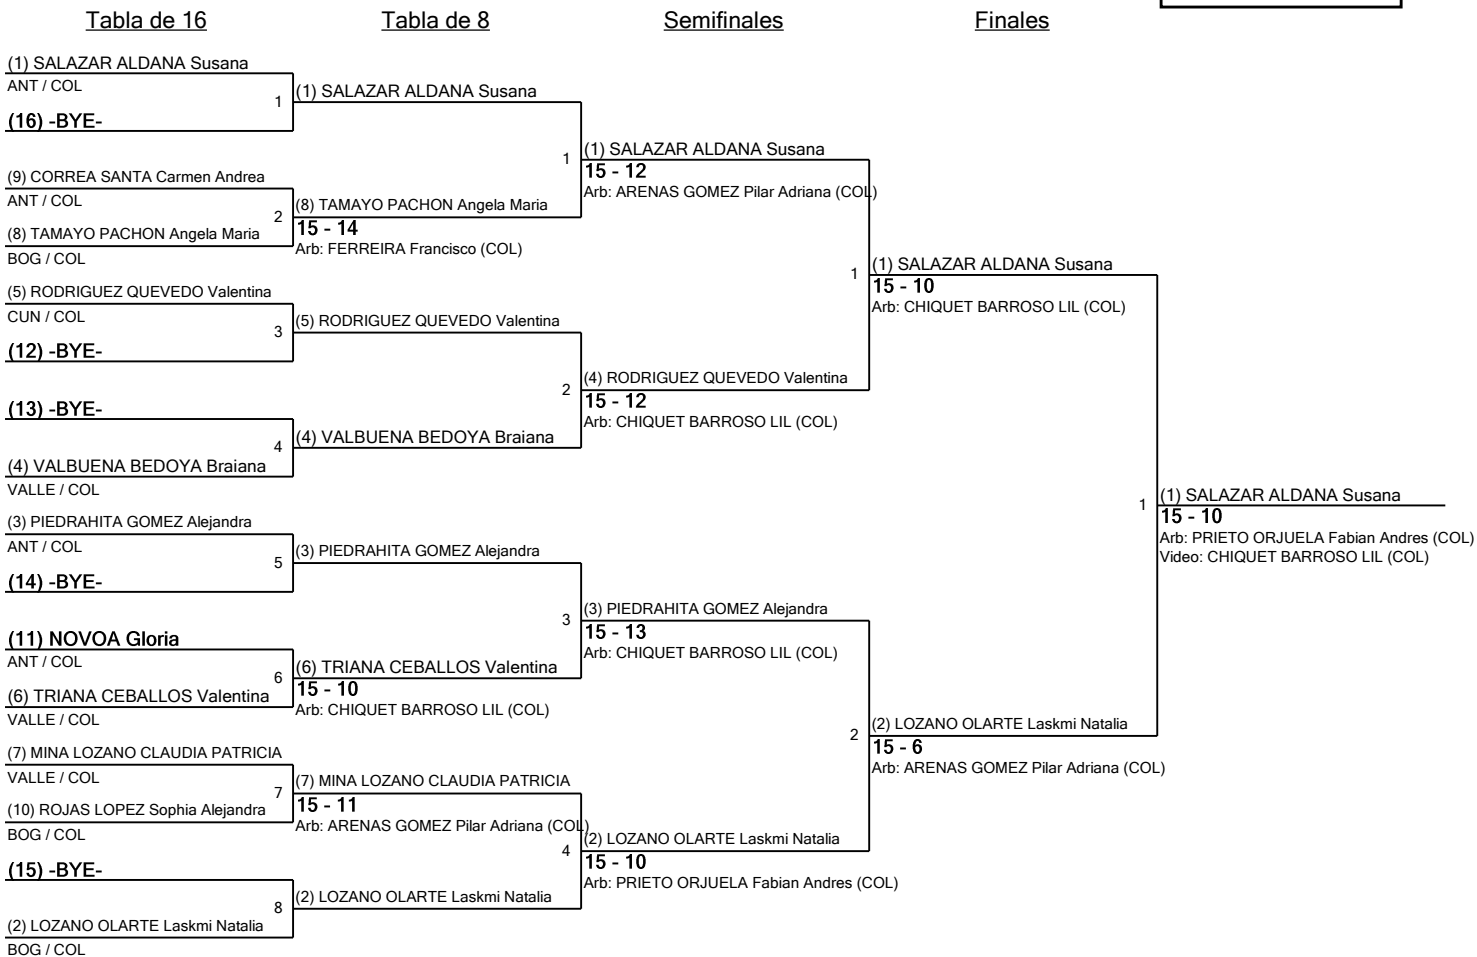 Tabla de 16
Tabla de 8
Semifinales
Finales
(1) SALAZAR ALDANA Susana
ANT / COL
1
(16) -BYE-
(9) CORREA SANTA Carmen Andrea
ANT / COL
2
(8) TAMAYO PACHON Angela Maria
BOG / COL
(5) RODRIGUEZ QUEVEDO Valentina
CUN / COL
3
(12) -BYE-
(13) -BYE-
4
(4) VALBUENA BEDOYA Braiana
VALLE / COL
(3) PIEDRAHITA GOMEZ Alejandra
ANT / COL
5
(14) -BYE-
(11) NOVOA Gloria
ANT / COL
6
(6) TRIANA CEBALLOS Valentina
VALLE / COL
(7) MINA LOZANO CLAUDIA PATRICIA
VALLE / COL
7
(10) ROJAS LOPEZ Sophia Alejandra
BOG / COL
(15) -BYE-
8
(2) LOZANO OLARTE Laskmi Natalia
BOG / COL
(1) SALAZAR ALDANA Susana
1
(8) TAMAYO PACHON Angela Maria
15 - 14
Arb: FERREIRA Francisco (COL)
(5) RODRIGUEZ QUEVEDO Valentina
2
(4) VALBUENA BEDOYA Braiana
(3) PIEDRAHITA GOMEZ Alejandra
3
(6) TRIANA CEBALLOS Valentina
15 - 10
Arb: CHIQUET BARROSO LIL (COL)
(7) MINA LOZANO CLAUDIA PATRICIA
15 - 11
Arb: ARENAS GOMEZ Pilar Adriana (COL)
4
(2) LOZANO OLARTE Laskmi Natalia
(1) SALAZAR ALDANA Susana
15 - 12
Arb: ARENAS GOMEZ Pilar Adriana (COL)
1
(4) RODRIGUEZ QUEVEDO Valentina
15 - 12
Arb: CHIQUET BARROSO LIL (COL)
(3) PIEDRAHITA GOMEZ Alejandra
15 - 13
Arb: CHIQUET BARROSO LIL (COL)
2
(2) LOZANO OLARTE Laskmi Natalia
15 - 10
Arb: PRIETO ORJUELA Fabian Andres (COL)
(1) SALAZAR ALDANA Susana
15 - 10
Arb: CHIQUET BARROSO LIL (COL)
1
(2) LOZANO OLARTE Laskmi Natalia
15 - 6
Arb: ARENAS GOMEZ Pilar Adriana (COL)
(1) SALAZAR ALDANA Susana
15 - 10
Arb: PRIETO ORJUELA Fabian Andres (COL)
Video: CHIQUET BARROSO LIL (COL)